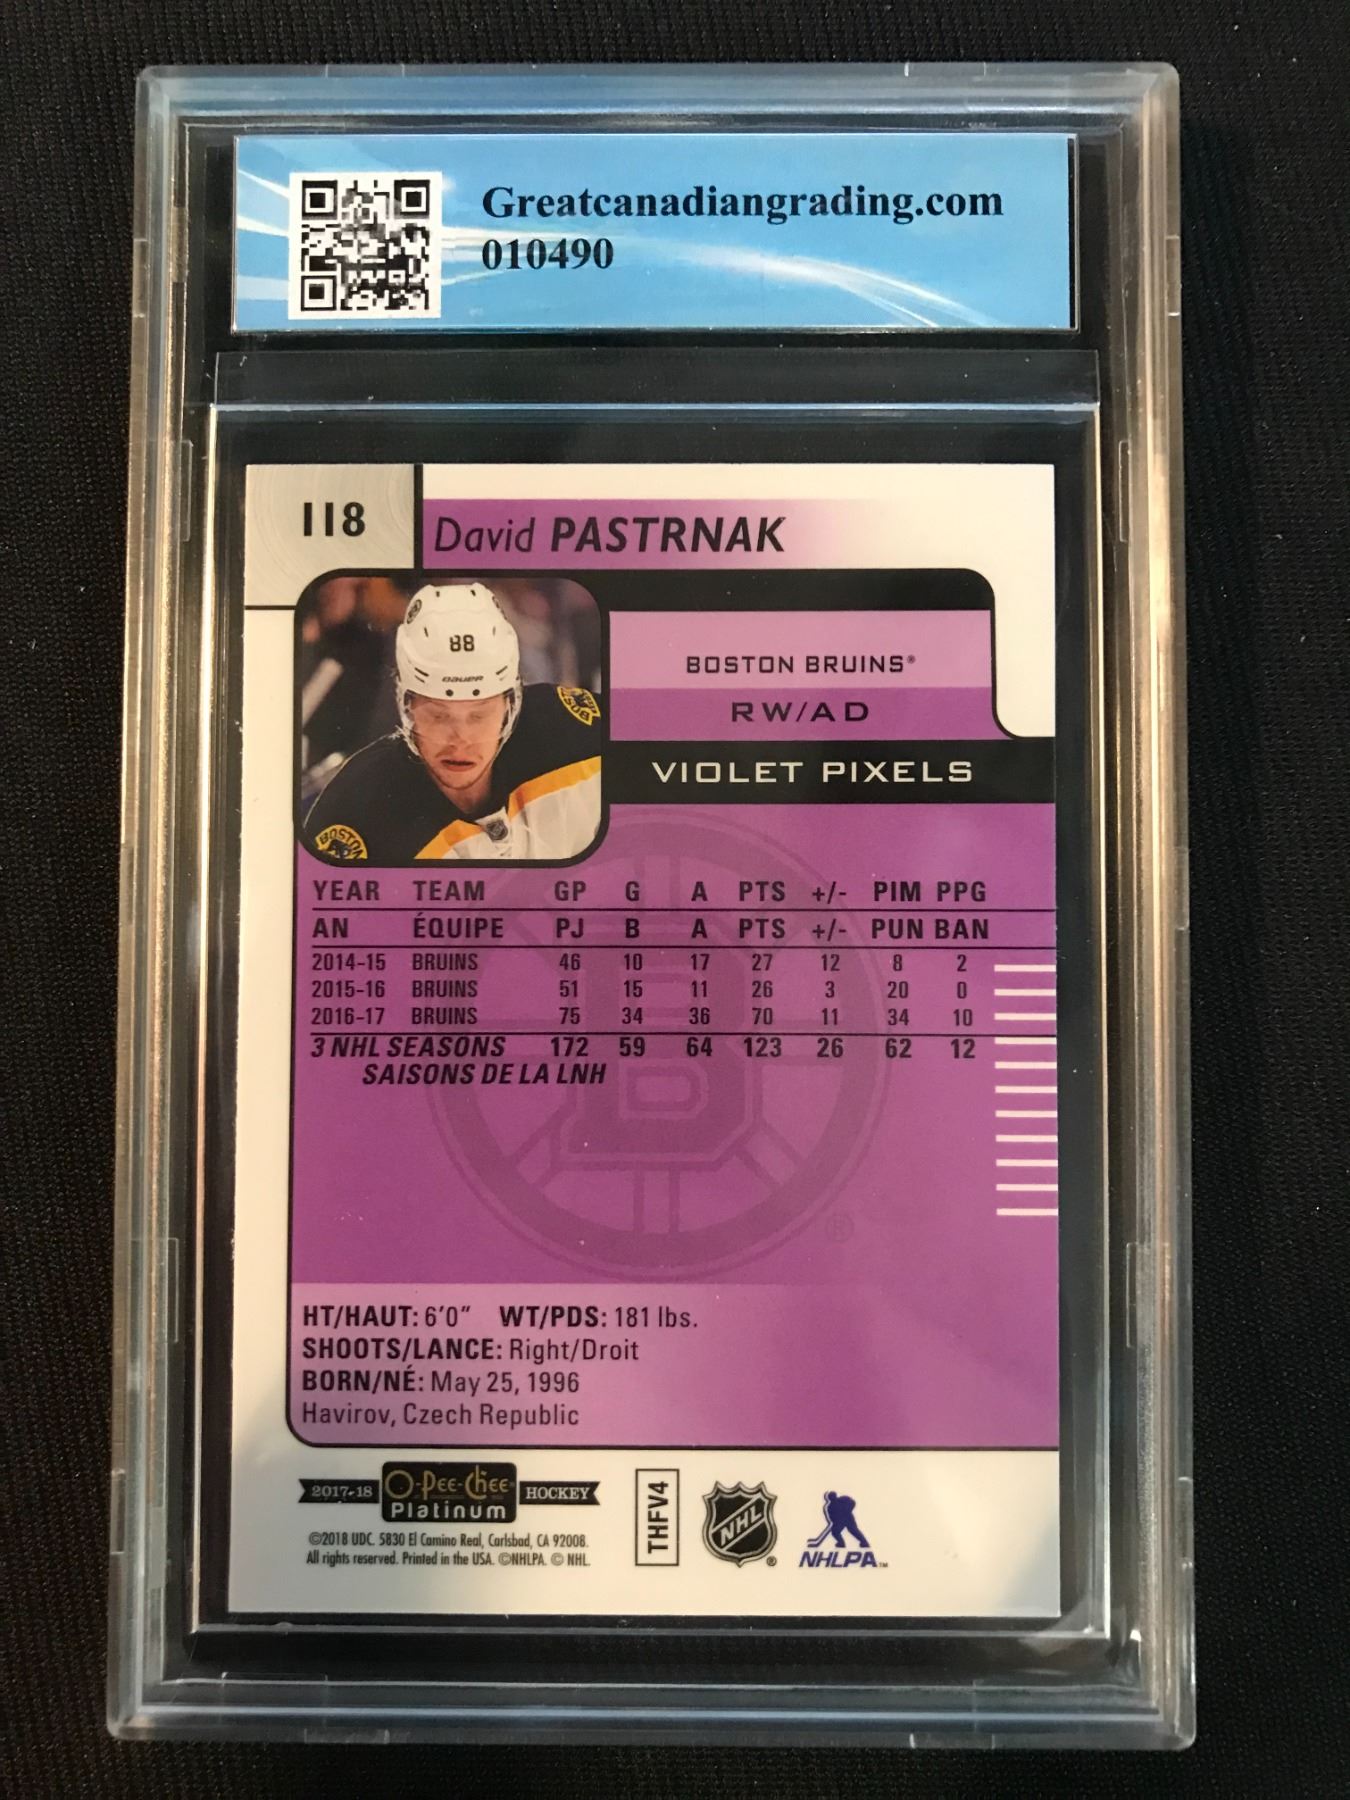 Greatcanadiangrading.com
010490
118
David PASTRNAK
88
BAUER
BOSTON BRUINS®
RW/AD
VIOLET PIXELS
BOSTON
YEAR TEAM GP G A PTS +/- PIM PPG
AN ÉQUIPE PJ B A PTS +/- PUN BAN
2014-15 BRUINS 46 10 17 27 12 8 2
2015-16 BRUINS 51 15 11 26 3 20 0
2016-17 BRUINS 75 34 36 70 11 34 10
3 NHL SEASONS 172 59 64 123 26 62 12
SAISONS DE LA LNH
B
®
HT/HAUT: 6'0" WT/PDS: 181 lbs.
SHOOTS/LANCE: Right/Droit
BORN/NÉ: May 25, 1996
Havirov, Czech Republic
2017-18 O-Pee-Chee Platinum HOCKEY
©2018 UDC. 5830 El Camino Real, Carlsbad, CA 92008.
All rights reserved. Printed in the USA. ©NHLPA. © NHL.
THFV4
NHL®
NHLPA™